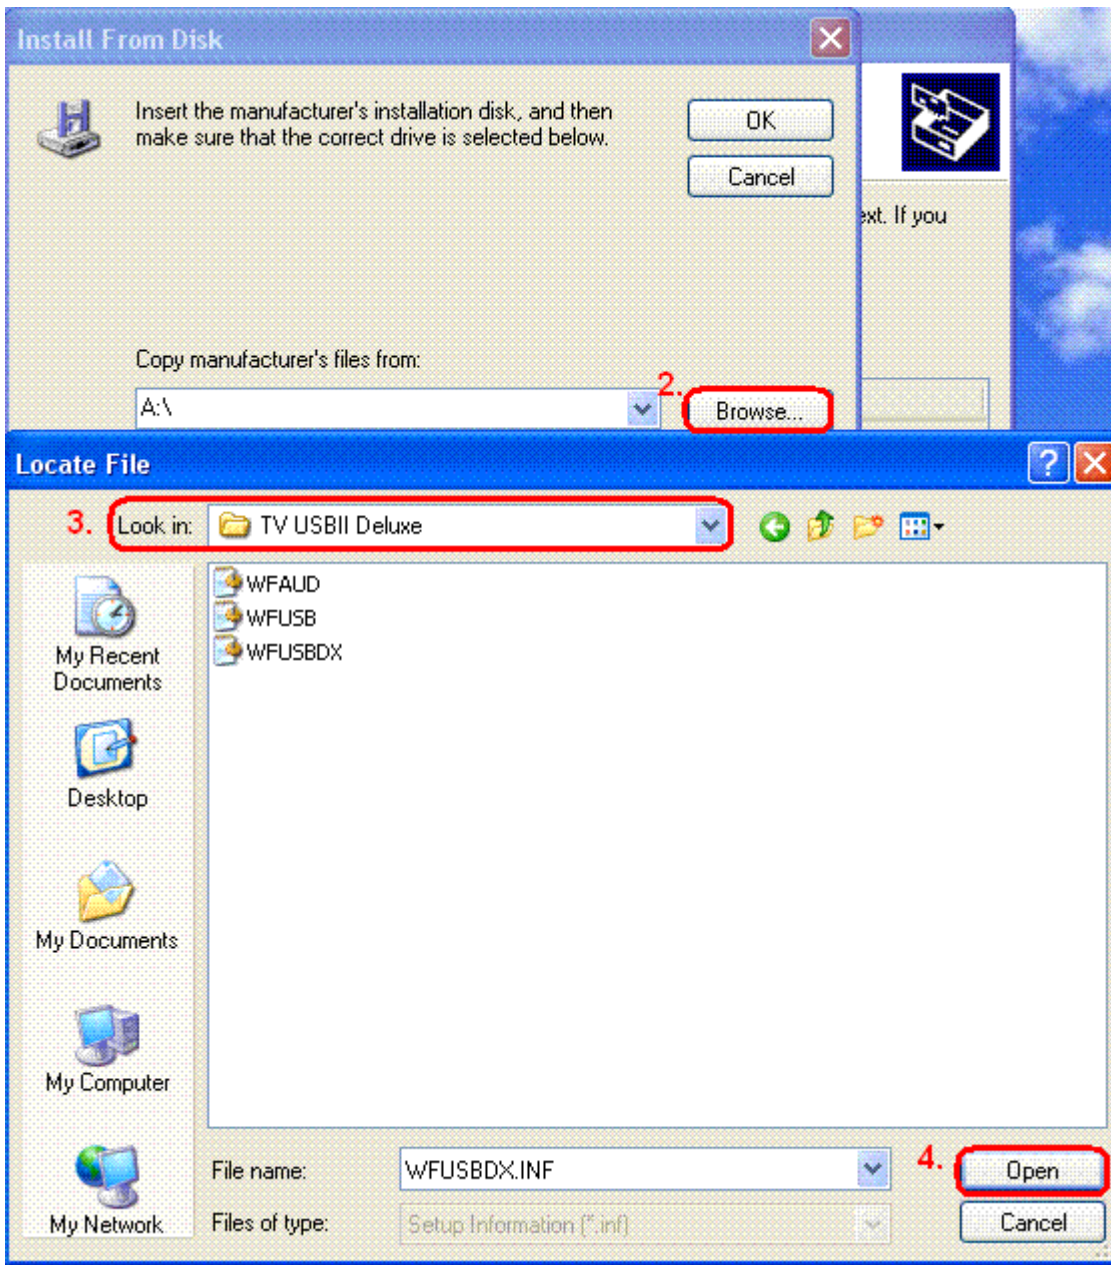 Install From Disk
Insert the manufacturer's installation disk, and then
make sure that the correct drive is selected below.
OK
Cancel
ext. If you
Copy manufacturer's files from:
A:\
2.
Browse...
Locate File
3.
Look in:
TV USBII Deluxe
WFAUD
WFUSB
WFUSBDX
My Recent
Documents
Desktop
My Documents
My Computer
My Network
File name:
WFUSBDX.INF
4.
Open
Files of type:
Setup Information (*.inf)
Cancel